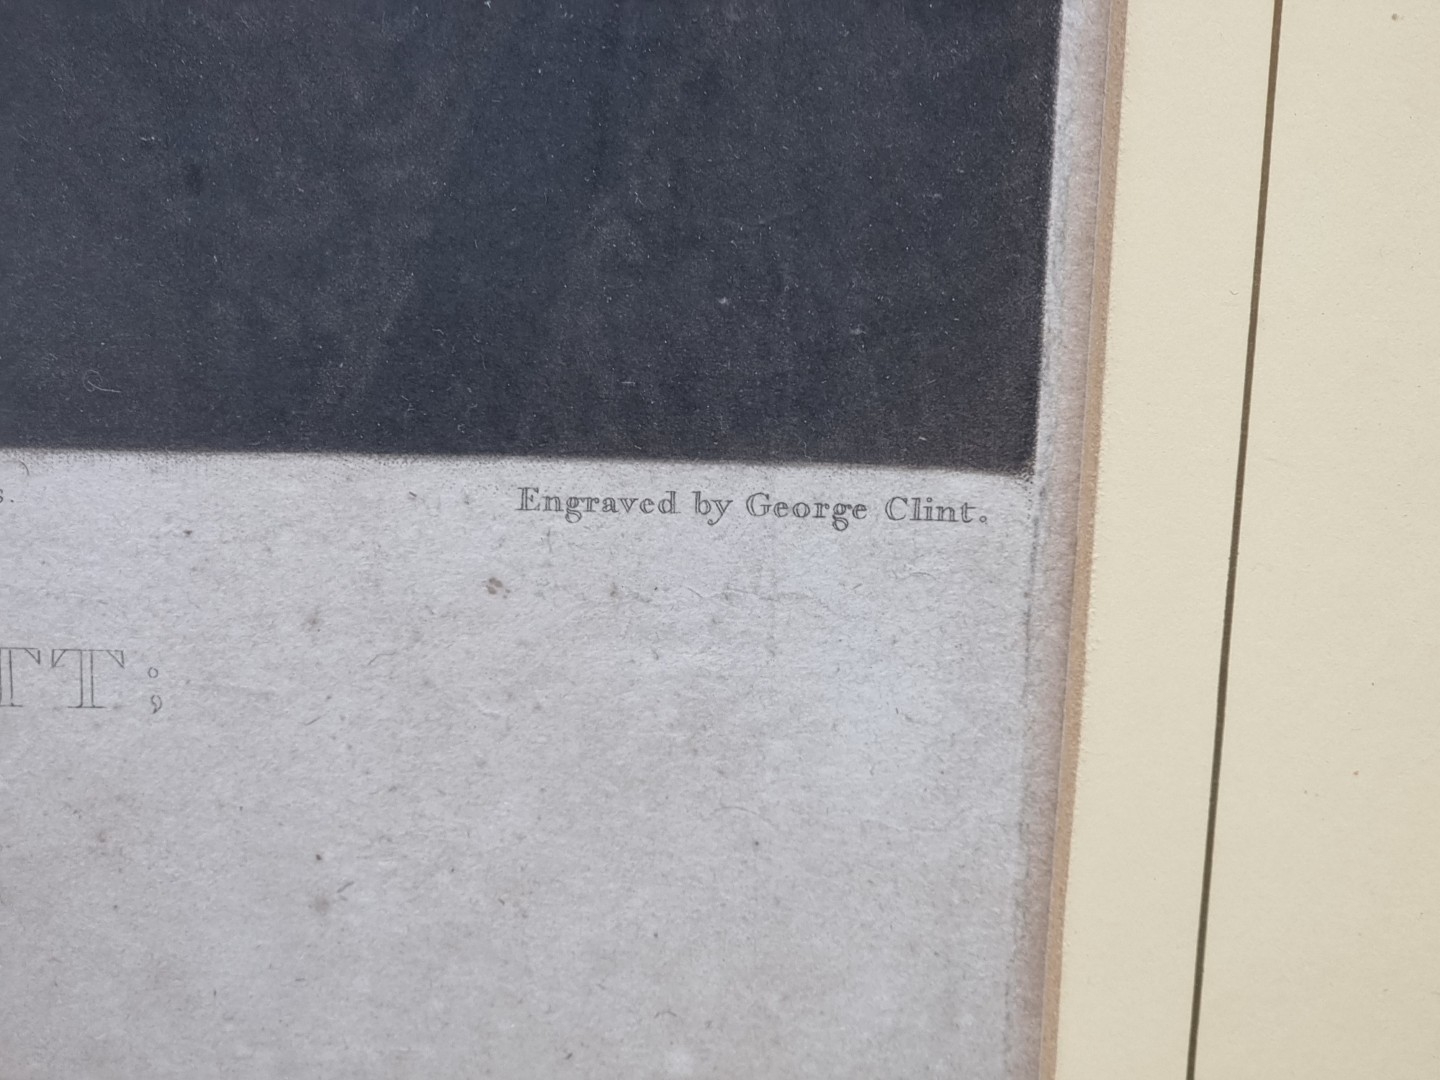 s.
Engraved by George Clint.
TT;